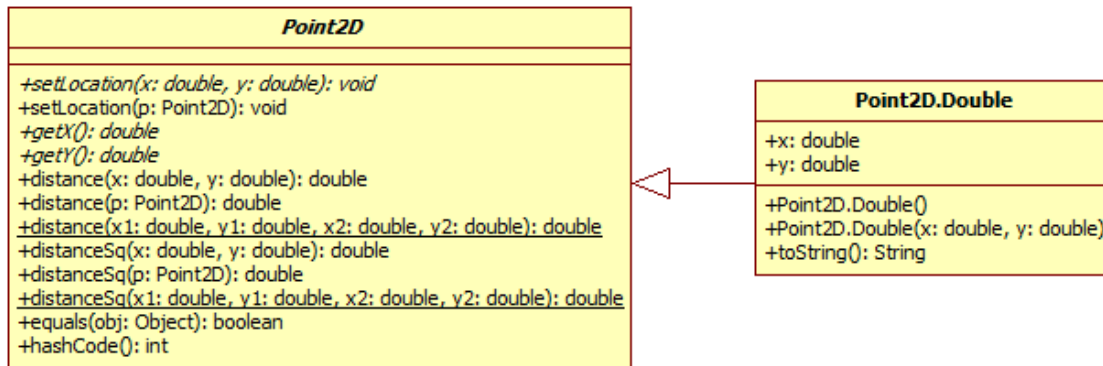 Point2D
+setLocation(x: double, y: double): void
+setLocation(p: Point2D): void
+getX(): double
+getY(): double
+distance(x: double, y: double): double
+distance(p: Point2D): double
+distance(x1: double, y1: double, x2: double, y2: double): double
+distanceSq(x: double, y: double): double
+distanceSq(p: Point2D): double
+distanceSq(x1: double, y1: double, x2: double, y2: double): double
+equals(obj: Object): boolean
+hashCode(): int
Point2D.Double
+x: double
+y: double
+Point2D.Double()
+Point2D.Double(x: double, y: double)
+toString(): String